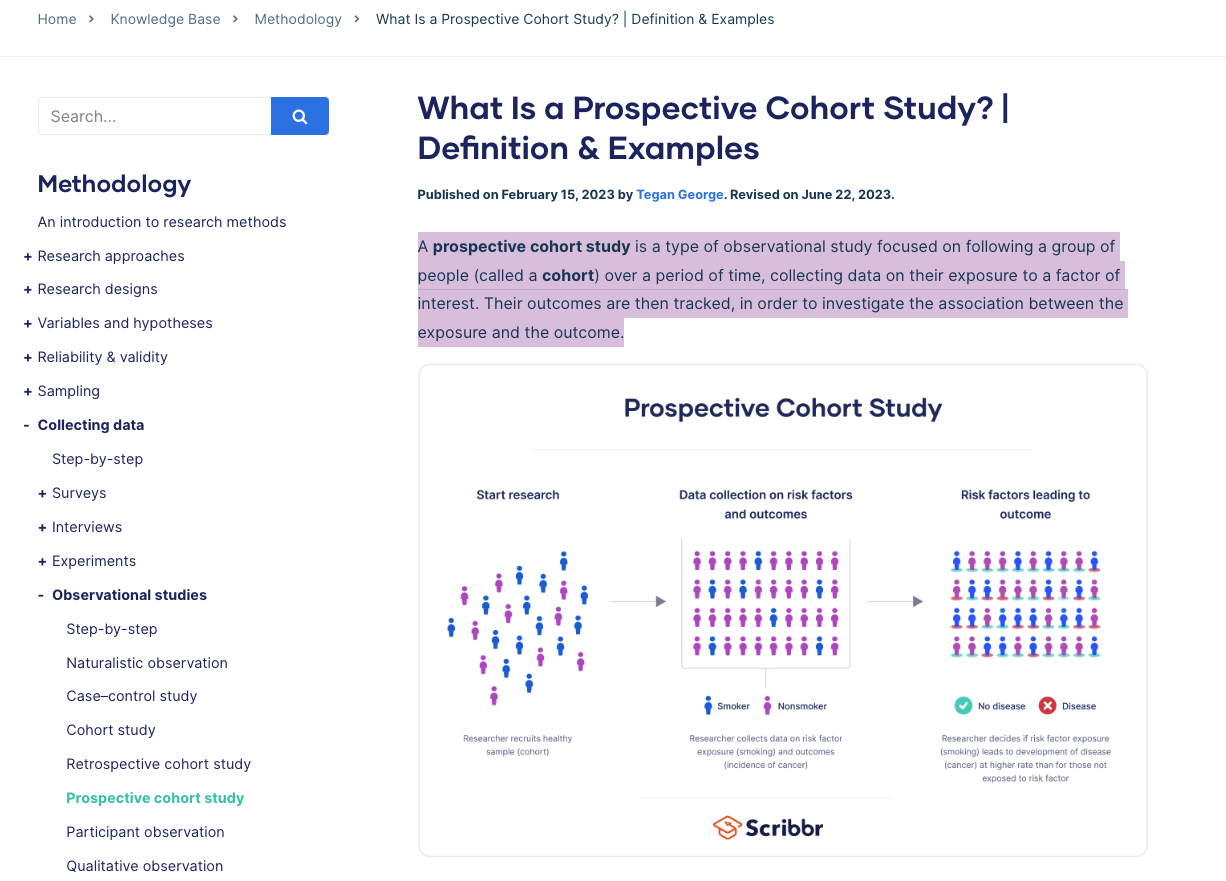 Home > Knowledge Base > Methodology > What Is a Prospective Cohort Study? | Definition & Examples
Search...
Methodology
An introduction to research methods
+ Research approaches
+ Research designs
+ Variables and hypotheses
+ Reliability & validity
+ Sampling
- Collecting data
Step-by-step
+ Surveys
+ Interviews
+ Experiments
- Observational studies
Step-by-step
Naturalistic observation
Case–control study
Cohort study
Retrospective cohort study
Prospective cohort study
Participant observation
Qualitative observation
What Is a Prospective Cohort Study? |
Definition & Examples
Published on February 15, 2023 by Tegan George. Revised on June 22, 2023.
A prospective cohort study is a type of observational study focused on following a group of
people (called a cohort) over a period of time, collecting data on their exposure to a factor of
interest. Their outcomes are then tracked, in order to investigate the association between the
exposure and the outcome.
Prospective Cohort Study
Start research
Researcher recruits healthy
sample (cohort)
Data collection on risk factors
and outcomes
Smoker Nonsmoker
Researcher collects data on risk factor
exposure (smoking) and outcomes
(incidence of cancer)
Risk factors leading to
outcome
No disease Disease
Researcher decides if risk factor exposure
(smoking) leads to development of disease
(cancer) at higher rate than for those not
exposed to risk factor
Scribbr